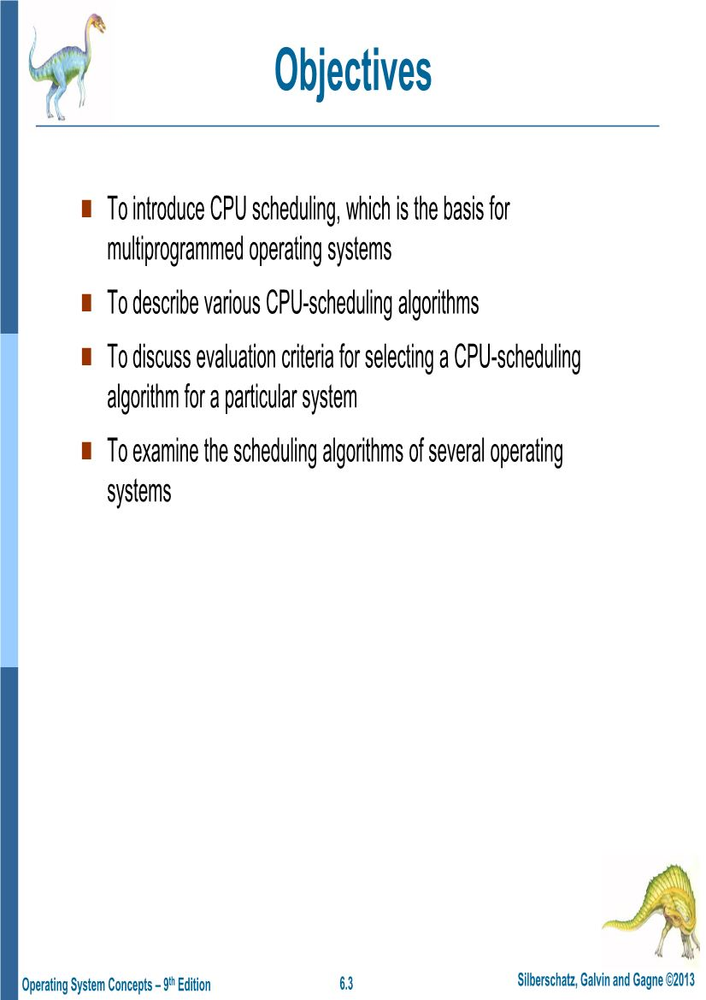 Objectives
To introduce CPU scheduling, which is the basis for
multiprogrammed operating systems
To describe various CPU-scheduling algorithms
To discuss evaluation criteria for selecting a CPU-scheduling
algorithm for a particular system
To examine the scheduling algorithms of several operating
systems
Operating System Concepts – 9th Edition
6.3
Silberschatz, Galvin and Gagne ©2013